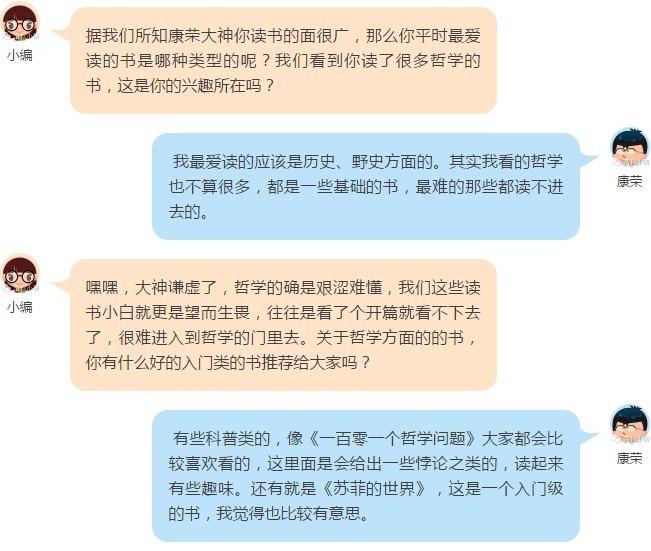 据我们所知康荣大神你读书的面很广，那么你平时最爱
读的书是哪种类型的呢？我们看到你读了很多哲学的
书，这是你的兴趣所在吗？
小编
我最爱读的应该是历史、野史方面的。其实我看的哲学
也不算很多，都是一些基础的书，最难的那些都读不进
去的。
康荣
嘿嘿，大神谦虚了，哲学的确是艰涩难懂，我们这些读
书小白就更是望而生畏，往往是看了个开篇就看不下去
了，很难进入到哲学的门里去。关于哲学方面的的书，
你有什么好的入门类的书推荐给大家吗？
小编
有些科普类的，像《一百零一个哲学问题》大家都会比
较喜欢看的，这里面是会给出一些悖论之类的，读起来
有些趣味。还有就是《苏菲的世界》，这是一个入门级
的书，我觉得也比较有意思。
康荣